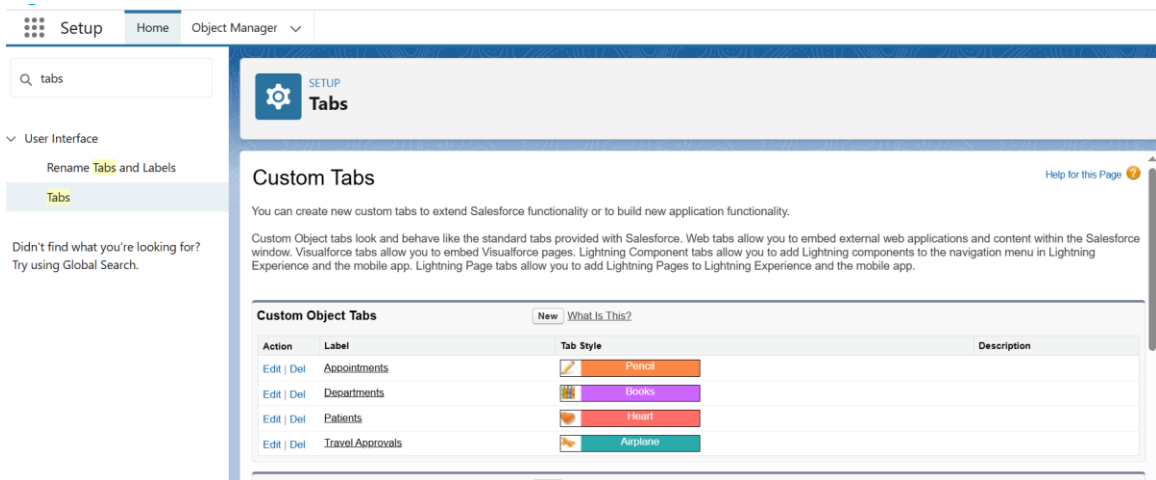 Setup
Home
Object Manager
tabs
User Interface
Rename Tabs and Labels
Tabs
Didn't find what you're looking for?
Try using Global Search.
SETUP
Tabs
Custom Tabs
Help for this Page
You can create new custom tabs to extend Salesforce functionality or to build new application functionality.
Custom Object tabs look and behave like the standard tabs provided with Salesforce. Web tabs allow you to embed external web applications and content within the Salesforce
window. Visualforce tabs allow you to embed Visualforce pages. Lightning Component tabs allow you to add Lightning components to the navigation menu in Lightning
Experience and the mobile app. Lightning Page tabs allow you to add Lightning Pages to Lightning Experience and the mobile app.
Custom Object Tabs New What Is This?
Action Label Tab Style Description
Edit | Del Appointments Pencil
Edit | Del Departments Books
Edit | Del Patients Heart
Edit | Del Travel Approvals Airplane